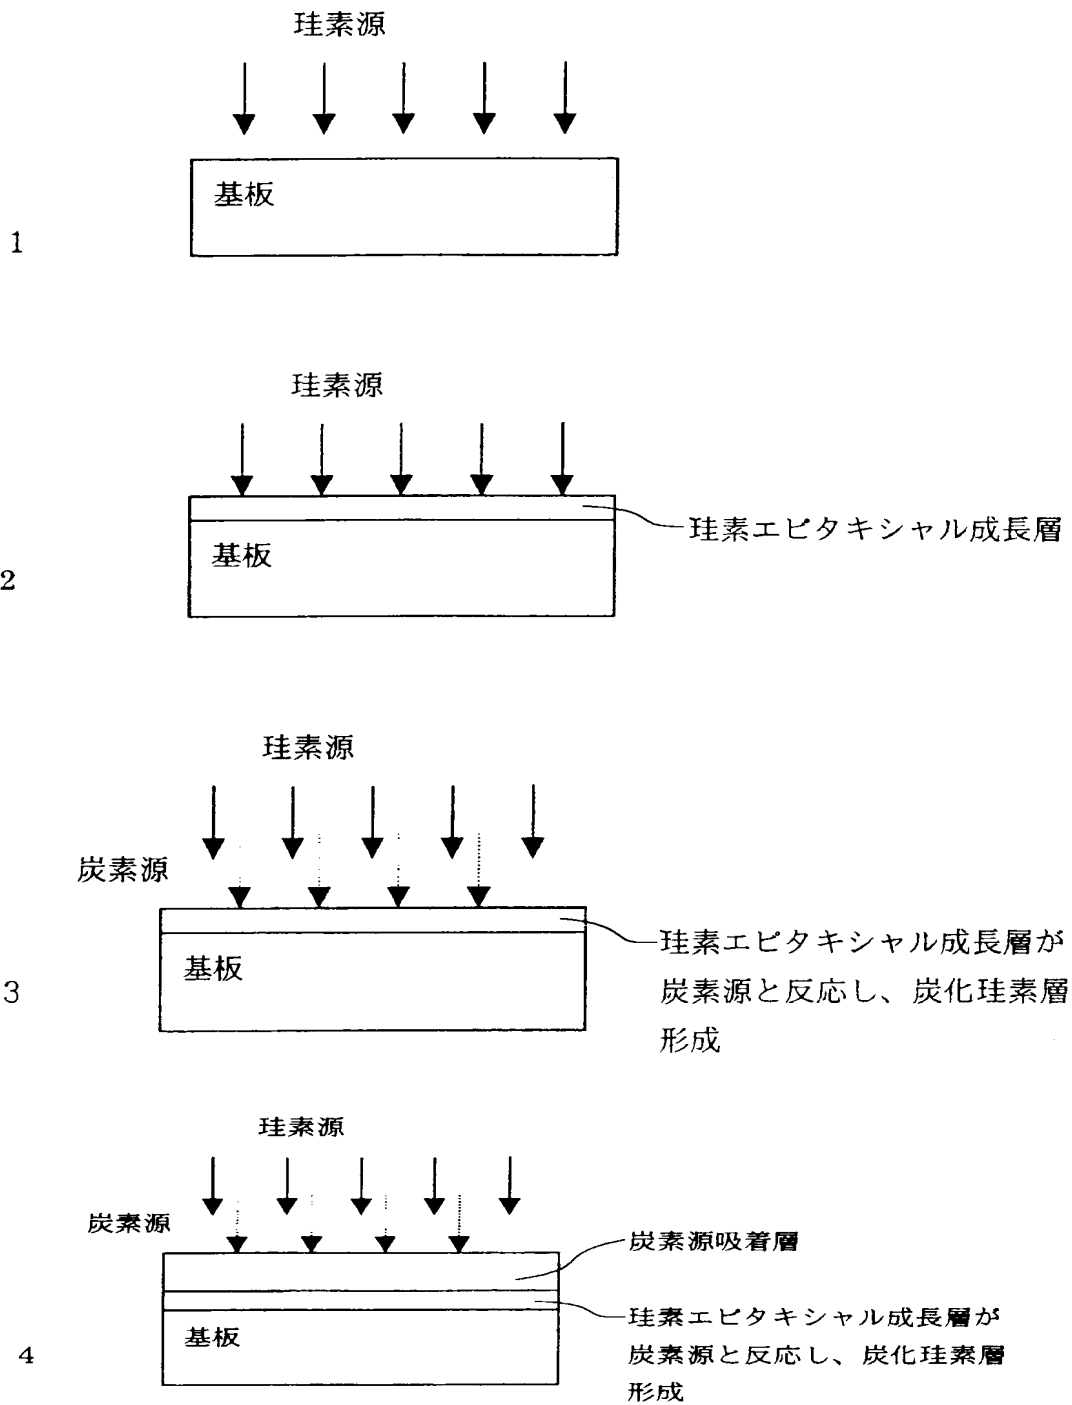 珪素源
基板
1
珪素源
珪素エピタキシャル成長層
基板
2
珪素源
炭素源
珪素エピタキシャル成長層が
炭素源と反応し、炭化珪素層
形成
基板
3
珪素源
炭素源
炭素源吸着層
珪素エピタキシャル成長層が
炭素源と反応し、炭化珪素層
形成
基板
4